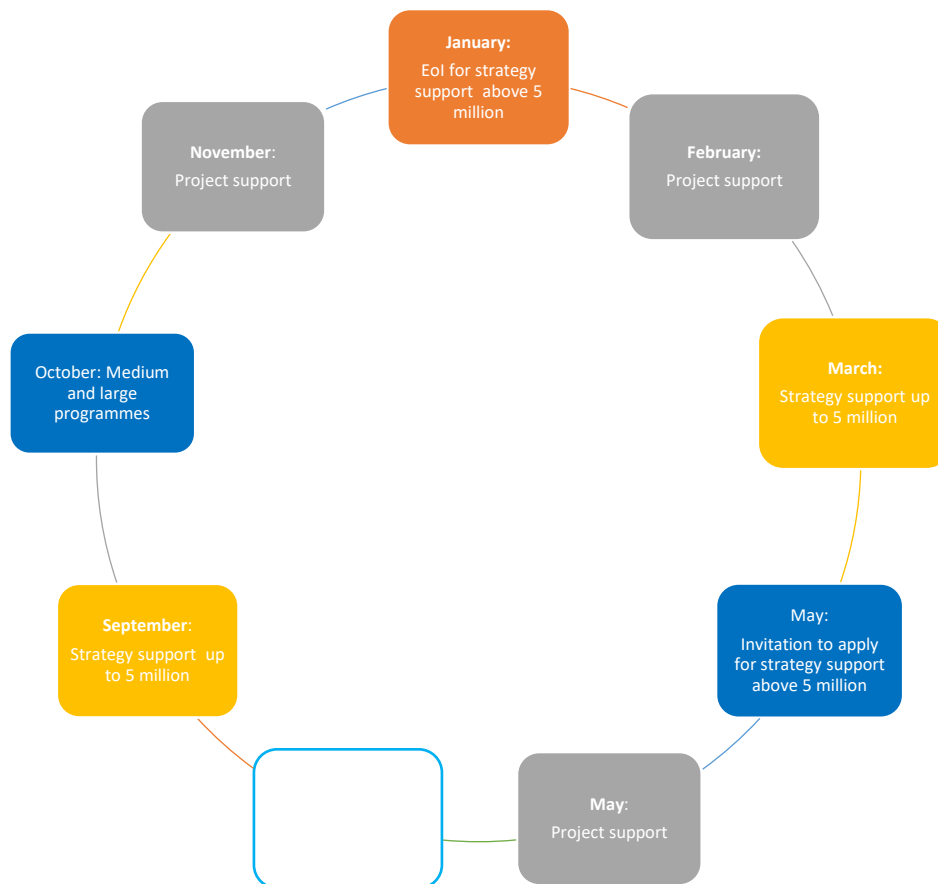 January:
EoI for strategy
support above 5
million
February:
Project support
March:
Strategy support up
to 5 million
May:
Invitation to apply
for strategy support
above 5 million
May:
Project support
September:
Strategy support up
to 5 million
October: Medium
and large
programmes
November:
Project support